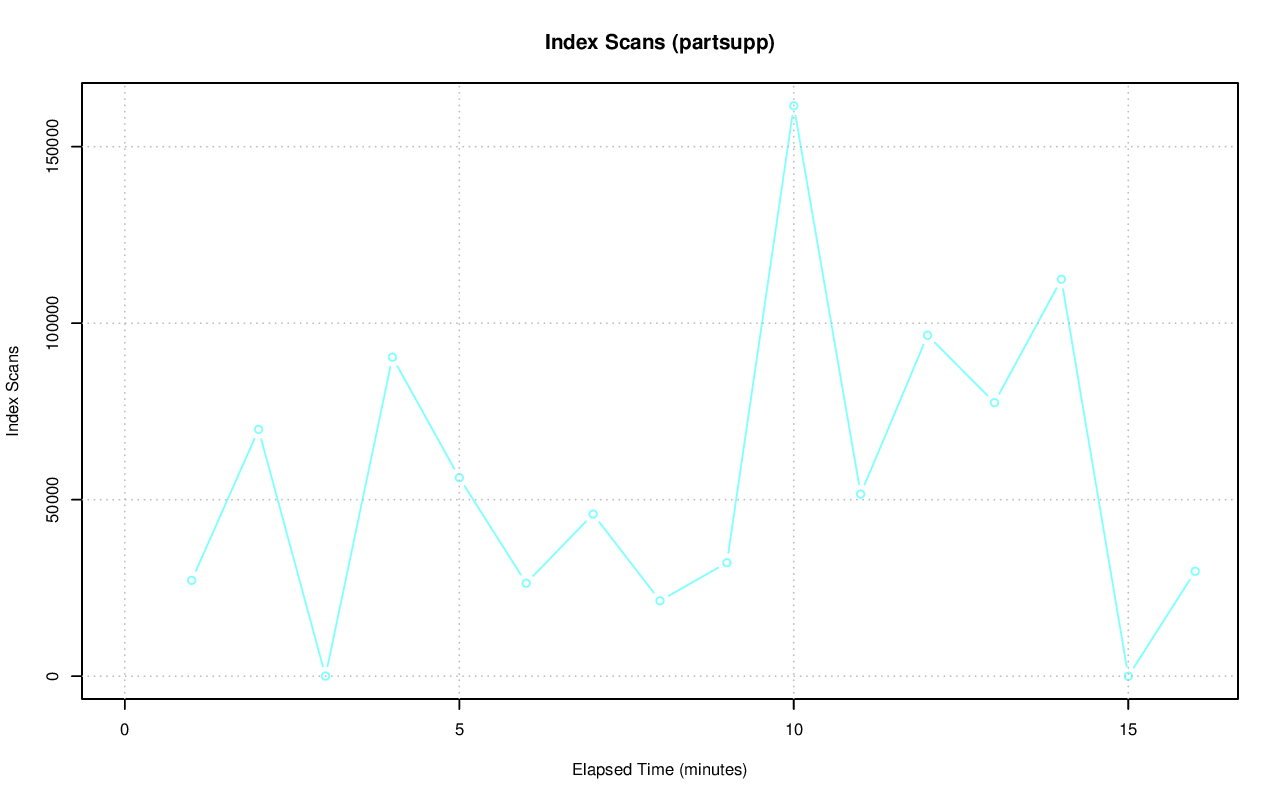 Index Scans (partsupp)
Index Scans
150000
100000
50000
0
0 5 10 15
Elapsed Time (minutes)